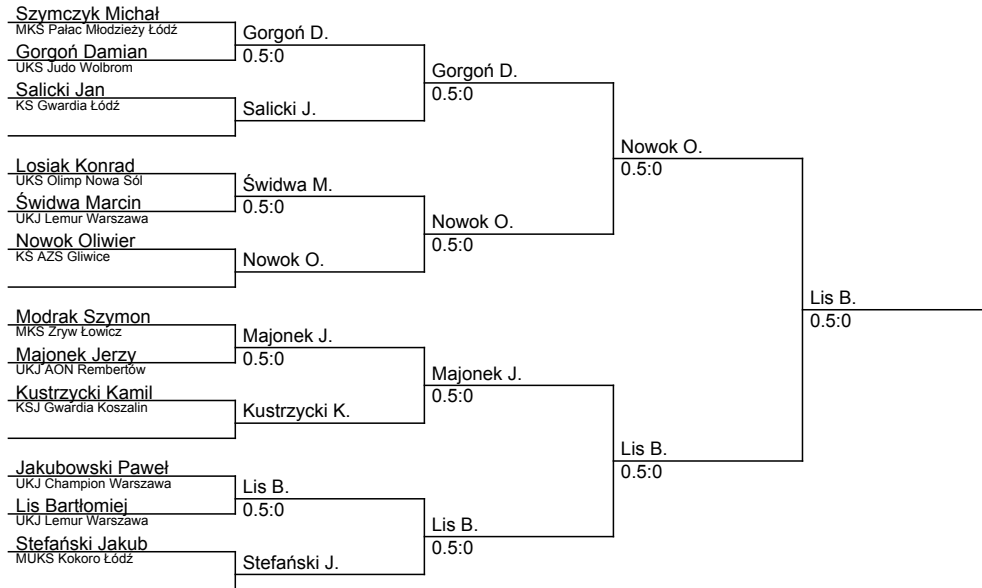 Szymczyk Michał
MKS Pałac Młodzieży Łódź
Gorgoń Damian
UKS Judo Wolbrom
Salicki Jan
KS Gwardia Łódź
Losiak Konrad
UKS Olimp Nowa Sól
Świdwa Marcin
UKJ Lemur Warszawa
Nowok Oliwier
KS AZS Gliwice
Modrak Szymon
MKS Zryw Łowicz
Majonek Jerzy
UKJ AON Rembertów
Kustrzycki Kamil
KSJ Gwardia Koszalin
Jakubowski Paweł
UKJ Champion Warszawa
Lis Bartłomiej
UKJ Lemur Warszawa
Stefański Jakub
MUKS Kokoro Łódź
Gorgoń D.
0.5:0
Salicki J.
Świdwa M.
0.5:0
Nowok O.
Majonek J.
0.5:0
Kustrzycki K.
Lis B.
0.5:0
Stefański J.
Gorgoń D.
0.5:0
Nowok O.
0.5:0
Majonek J.
0.5:0
Lis B.
0.5:0
Nowok O.
0.5:0
Lis B.
0.5:0
Lis B.
0.5:0